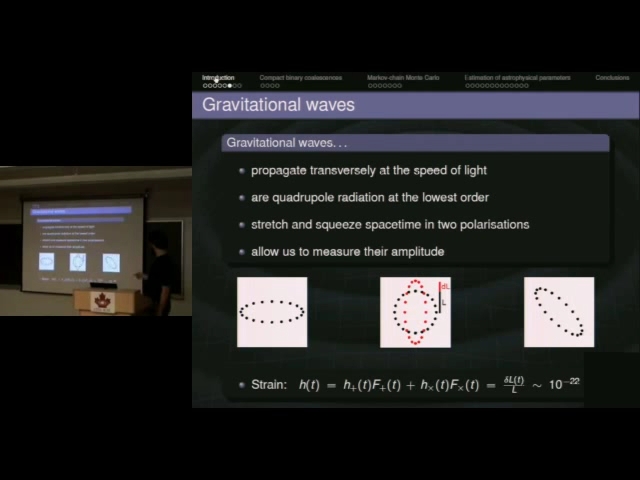 Introduction Compact binary coalescences Markov-chain Monte Carlo Estimation of astrophysical parameters Conclusions
Gravitational waves
Gravitational waves...
propagate transversely at the speed of light
are quadrupole radiation at the lowest order
stretch and squeeze spacetime in two polarisations
allow us to measure their amplitude
dL
L
Strain: h(t) = h₊(t)F₊(t) + h×(t)F×(t) = δL(t)/L ∼ 10⁻²²